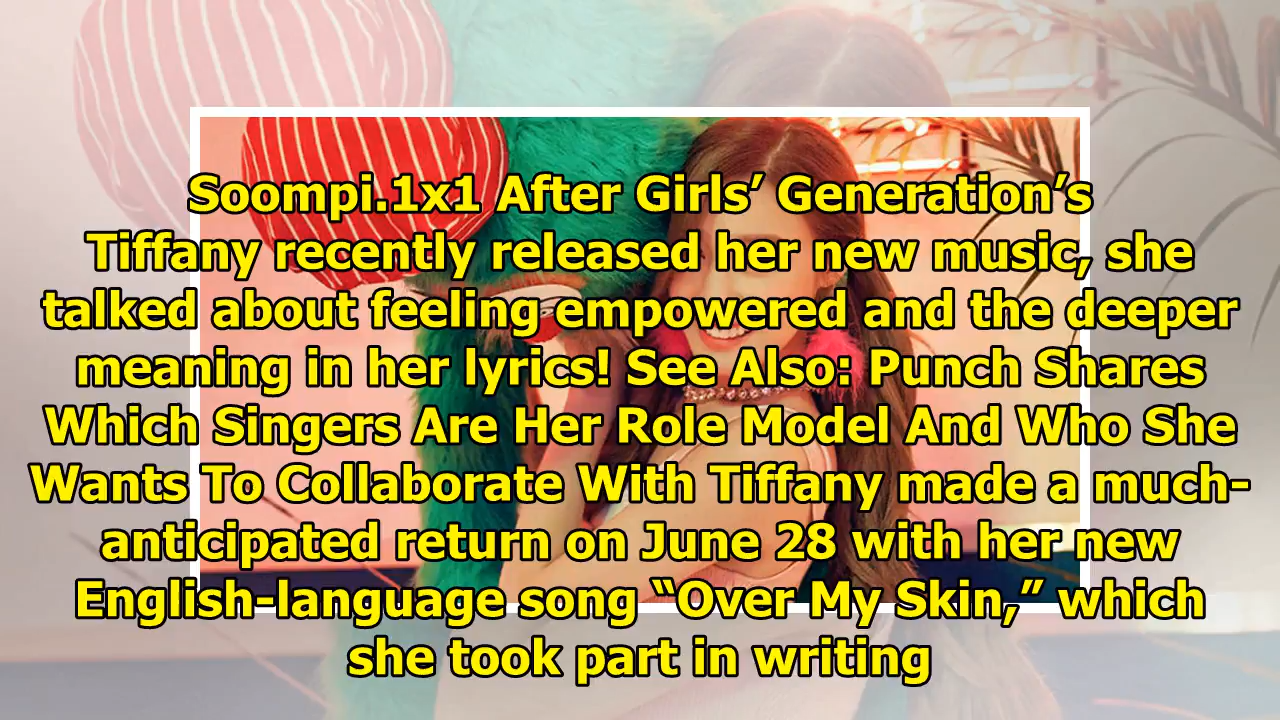 Soompi.1x1 After Girls’ Generation’s
Tiffany recently released her new music, she
talked about feeling empowered and the deeper
meaning in her lyrics! See Also: Punch Shares
Which Singers Are Her Role Model And Who She
Wants To Collaborate With Tiffany made a much-
anticipated return on June 28 with her new
English-language song “Over My Skin,” which
she took part in writing